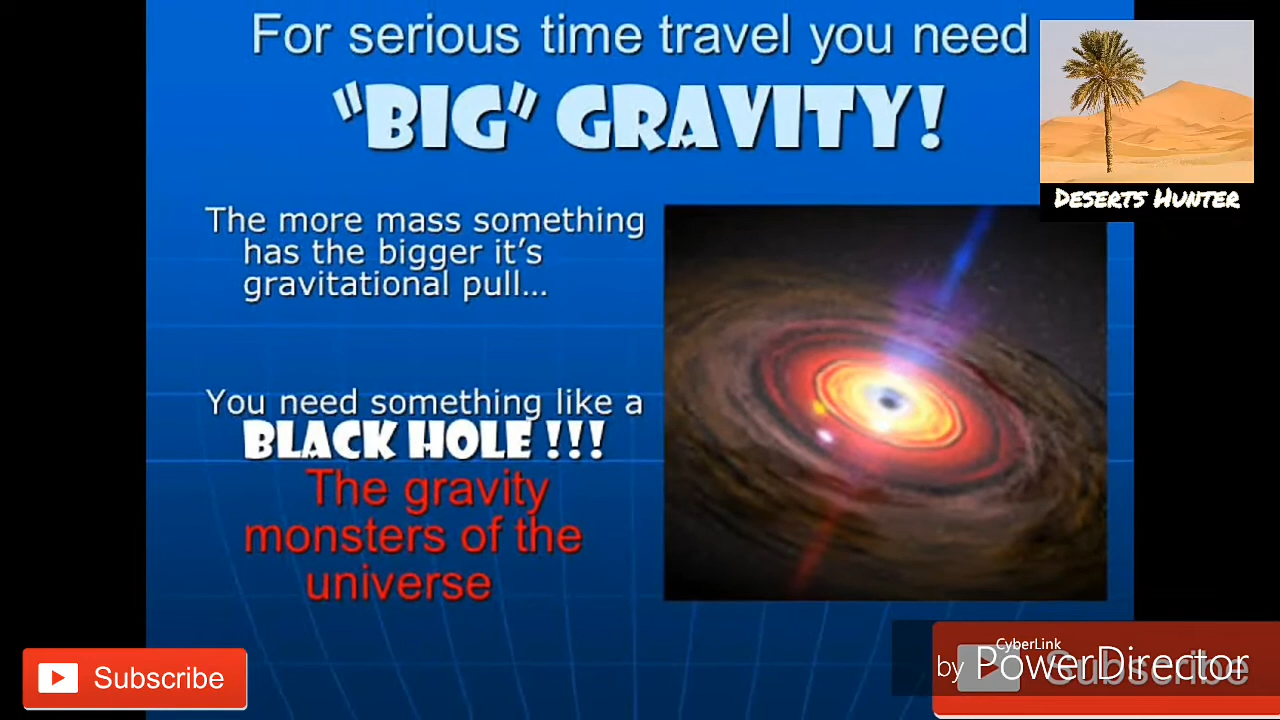 For serious time travel you need
“BIG” GRAVITY!
DESERTS HUNTER
The more mass something
has the bigger it’s
gravitational pull...
You need something like a
BLACK HOLE !!!
The gravity
monsters of the
universe
Subscribe
CyberLink
by PowerDirector
Subscribe